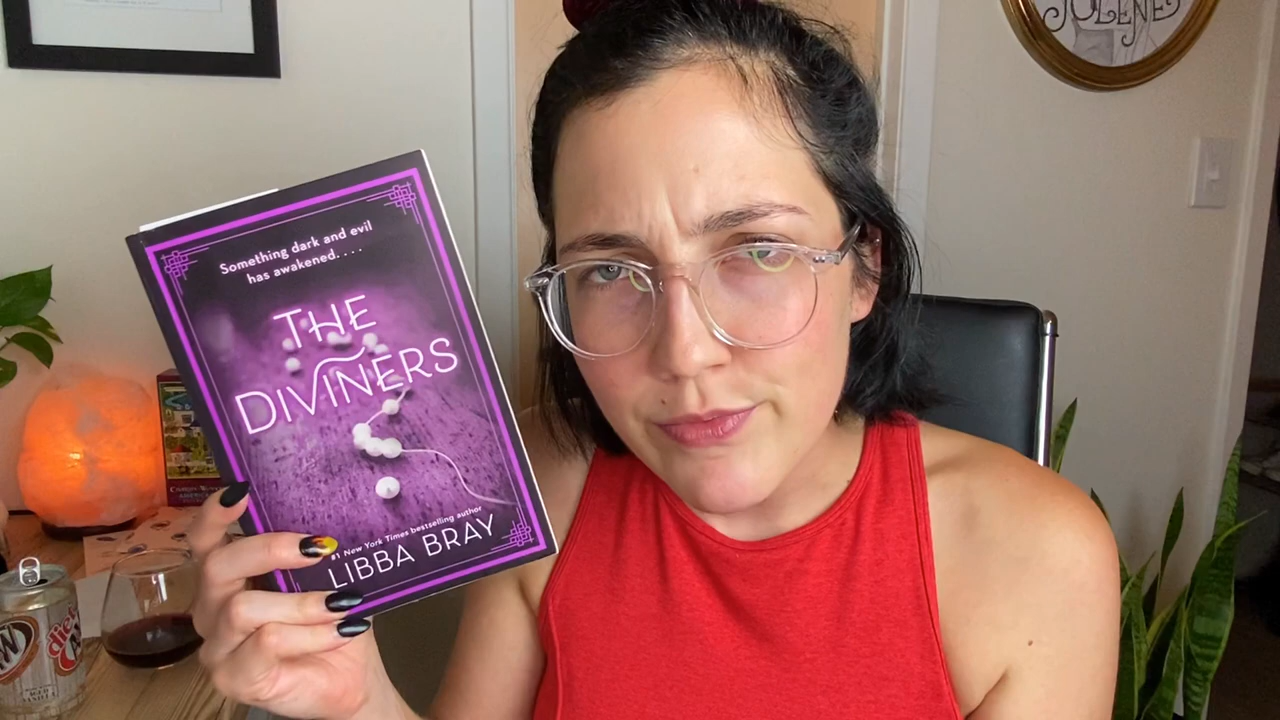 JOLENE
Something dark and evil
has awakened....
THE
DIVINERS
#1 New York Times bestselling author
LIBBA BRAY
diet
A&W